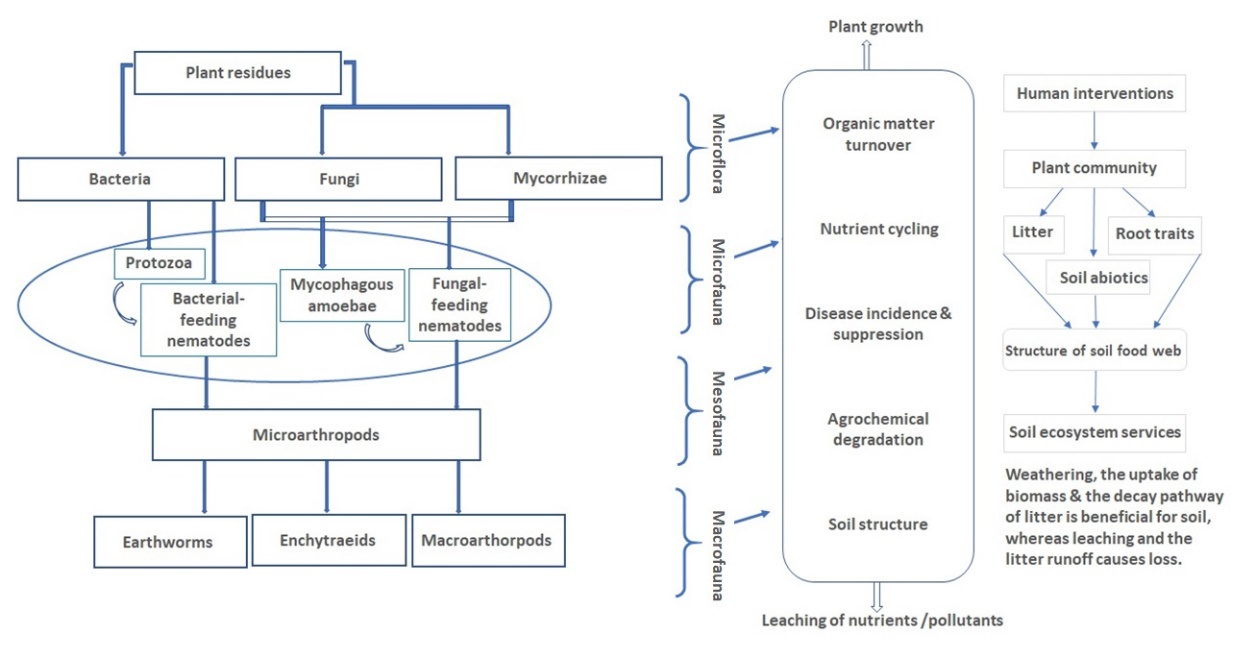 Plant residues
Bacteria
Fungi
Mycorrhizae
Protozoa
Bacterial-
feeding
nematodes
Mycophagous
amoebae
Fungal-
feeding
nematodes
Microarthropods
Earthworms
Enchytraeids
Macroarthorpods
Microflora
Microfauna
Mesofauna
Macrofauna
Plant growth
Organic matter
turnover
Nutrient cycling
Disease incidence &
suppression
Agrochemical
degradation
Soil structure
Leaching of nutrients /pollutants
Human interventions
Plant community
Litter
Root traits
Soil abiotics
Structure of soil food web
Soil ecosystem services
Weathering, the uptake of
biomass & the decay pathway
of litter is beneficial for soil,
whereas leaching and the
litter runoff causes loss.